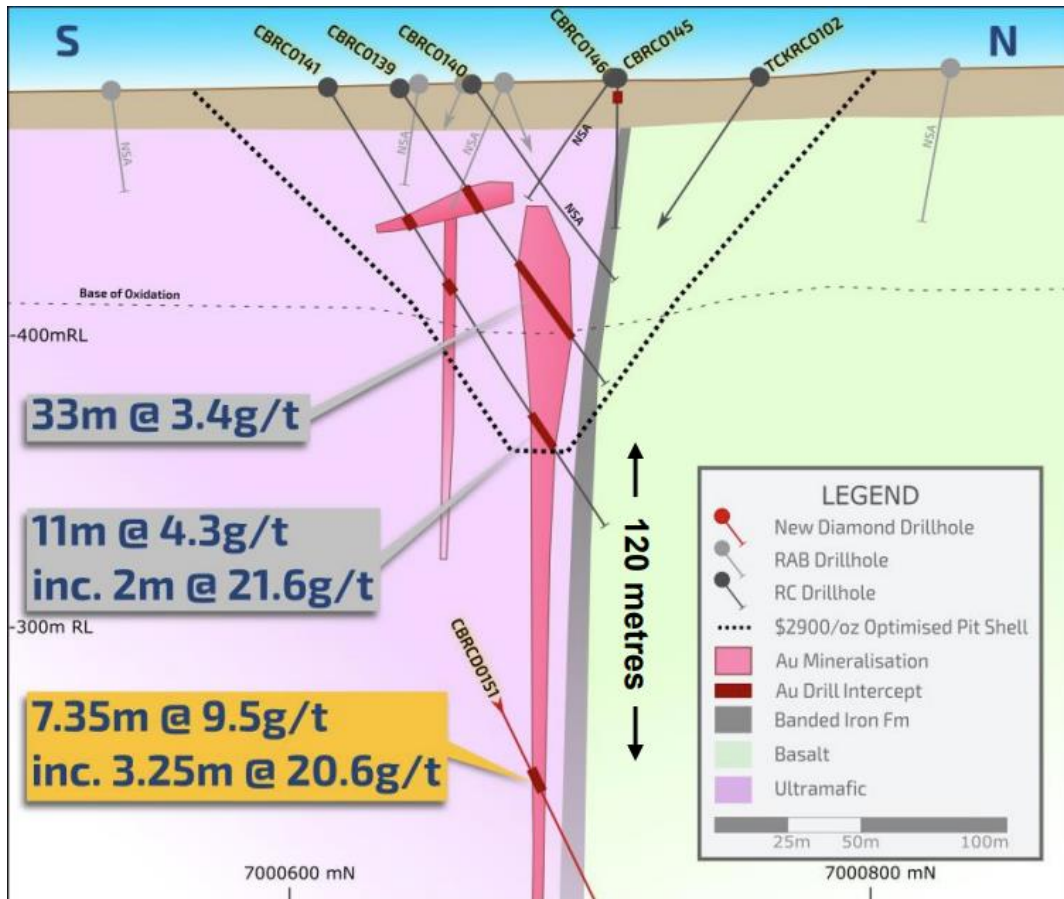 S
N
CBRC0141
CBRC0139
CBRC0140
CBRC0146
CBRC0145
TCKRC0102
NSA
NSA
NSA
NSA
NSA
NSA
Base of Oxidation
400mRL
33m @ 3.4g/t
11m @ 4.3g/t
inc. 2m @ 21.6g/t
300m RL
CBRCD0151
7.35m @ 9.5g/t
inc. 3.25m @ 20.6g/t
120 metres
LEGEND
New Diamond Drillhole
RAB Drillhole
RC Drillhole
$2900/oz Optimised Pit Shell
Au Mineralisation
Au Drill Intercept
Banded Iron Fm
Basalt
Ultramafic
25m 50m 100m
7000600 mN
7000800 mN